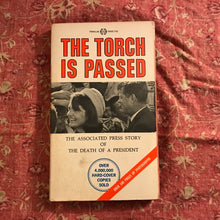 THE TORCH
IS PASSED
THE ASSOCIATED PRESS STORY
OF
THE DEATH OF A PRESIDENT
OVER
4,000,000
HARD-COVER
COPIES
SOLD